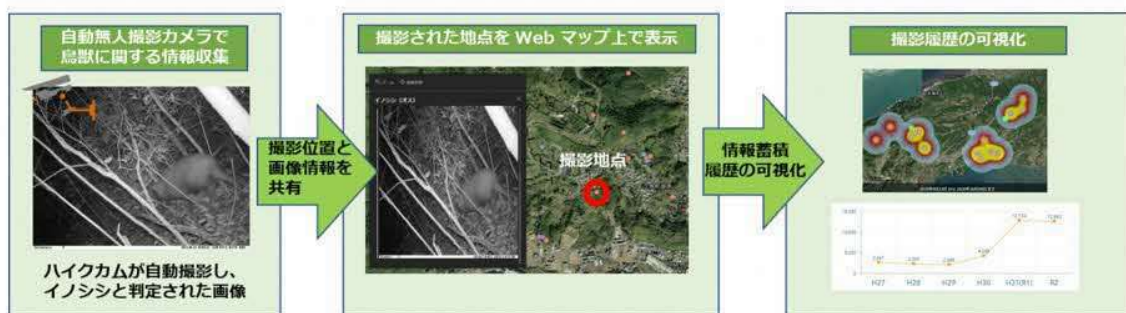 自動無人撮影カメラで
鳥獣に関する情報収集
ハイクカムが自動撮影し、
イノシシと判定された画像
撮影位置と
画像情報を
共有
撮影された地点を Web マップ上で表示
イノシシ（オス）
撮影地点
情報蓄積
履歴の可視化
撮影履歴の可視化
H27
H28
H29
H30
H31(R1)
R2